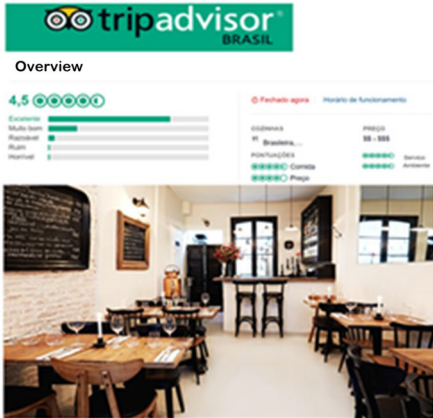 tripadvisor®
BRASIL
Overview
4,5
Fechado agora
Horário de funcionamento
Excelente
Muito bom
Razoável
Ruim
Horrível
COZINHAS
Brasileira,...
PONTUAÇÕES
Comida
Preço
PREÇO
$$ - $$$
Service
Ambiente